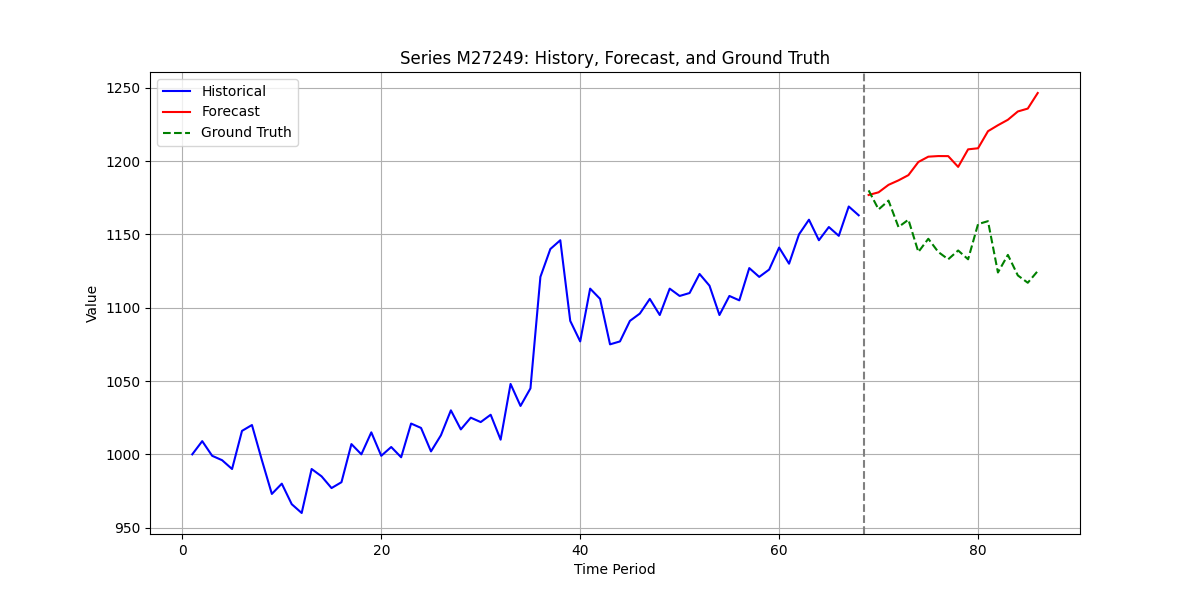 Series M27249: History, Forecast, and Ground Truth
Historical
Forecast
Ground Truth
1250
1200
1150
1100
1050
1000
950
Value
0 20 40 60 80
Time Period